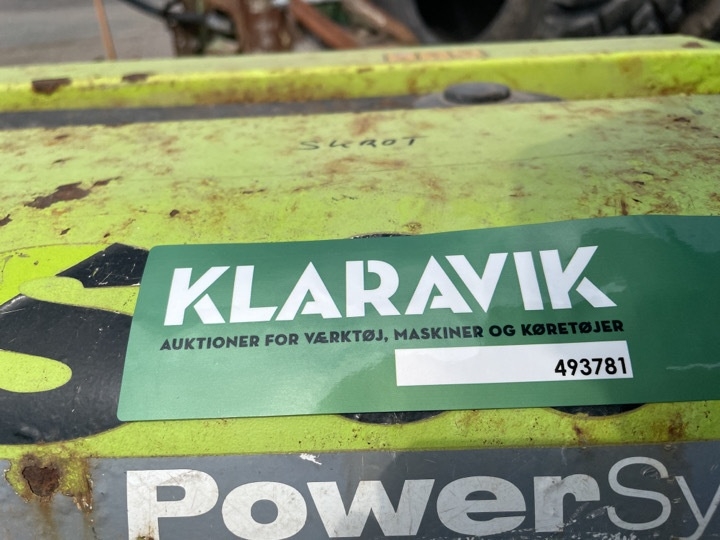 SKROT
KLARAVIK
AUKTIONER FOR VÆRKTØJ, MASKINER OG KØRETØJER
493781
PowerSy